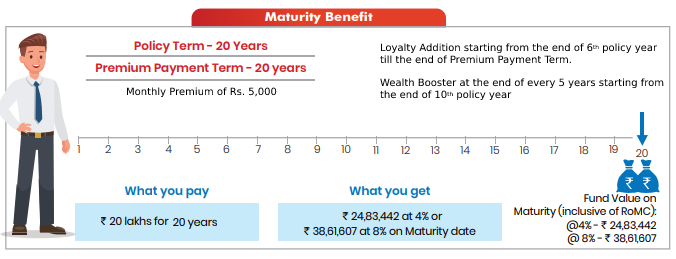 Maturity Benefit
Policy Term - 20 Years
Premium Payment Term - 20 years
Monthly Premium of Rs. 5,000
Loyalty Addition starting from the end of 6th policy year
till the end of Premium Payment Term.
Wealth Booster at the end of every 5 years starting from
the end of 10th policy year
1 2 3 4 5 6 7 8 9 10 11 12 13 14 15 16 17 18 19 20
What you pay
₹ 20 lakhs for 20 years
What you get
₹ 24,83,442 at 4% or
₹ 38,61,607 at 8% on Maturity date
₹ ₹
Fund Value on
Maturity (inclusive of RoMC):
@4% - ₹ 24,83,442
@ 8% - ₹ 38,61,607